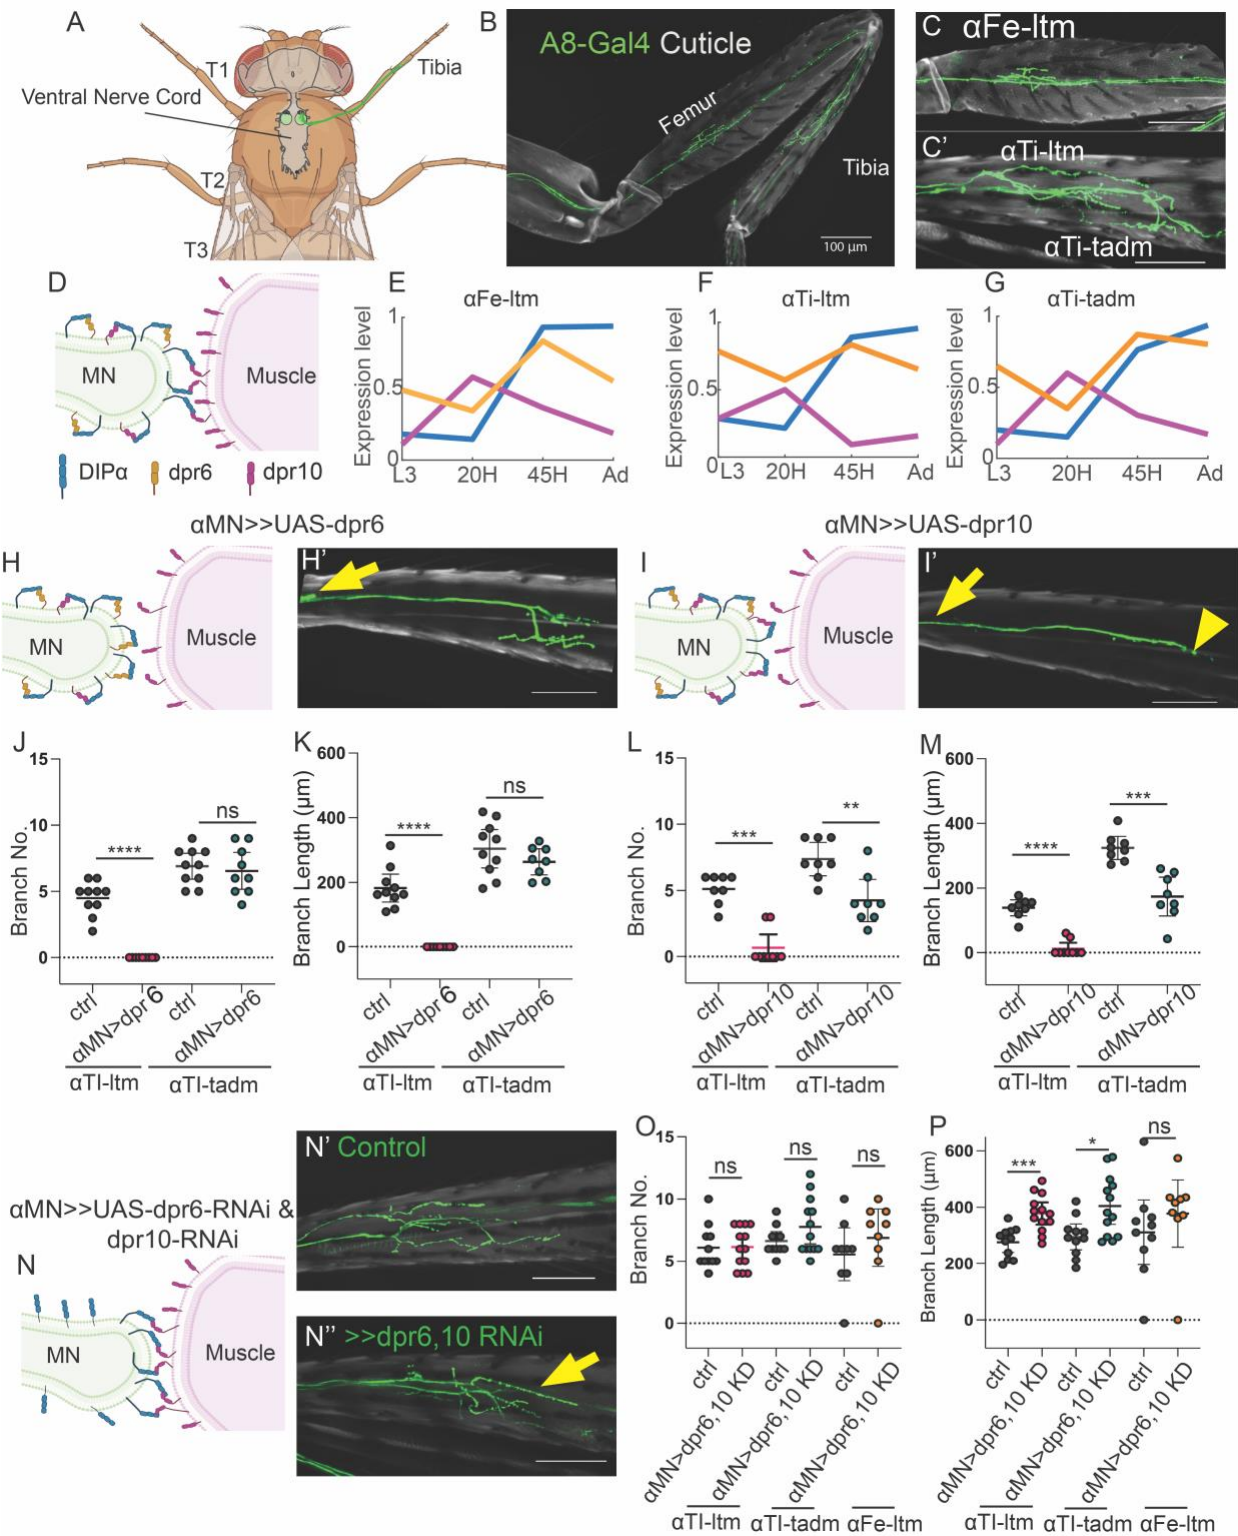 A
T1
Tibia
Ventral Nerve Cord
T2
T3
B
A8-Gal4 Cuticle
Femur
Tibia
100 µm
C αFe-ltm
C'
αTi-ltm
αTi-tadm
D
MN
Muscle
DIPα
dpr6
dpr10
E
αFe-ltm
Expression level
1
0.5
0
L3 20H 45H Ad
F
αTi-ltm
Expression level
1
0.5
0
L3 20H 45H Ad
G
αTi-tadm
Expression level
1
0.5
0
L3 20H 45H Ad
αMN>>UAS-dpr6
H
MN
Muscle
H'
αMN>>UAS-dpr10
I
MN
Muscle
I'
J
Branch No.
15
10
5
0
****
ns
ctrl
αMN>dpr6
ctrl
αMN>dpr6
αTI-ltm
αTI-tadm
K
Branch Length (µm)
600
400
200
0
****
ns
ctrl
αMN>dpr6
ctrl
αMN>dpr6
αTI-ltm
αTI-tadm
L
Branch No.
15
10
5
0
***
**
ctrl
αMN>dpr10
ctrl
αMN>dpr10
αTI-ltm
αTI-tadm
M
Branch Length (µm)
600
400
200
0
****
***
ctrl
αMN>dpr10
ctrl
αMN>dpr10
αTI-ltm
αTI-tadm
αMN>>UAS-dpr6-RNAi &
dpr10-RNAi
N
MN
Muscle
N' Control
N" >>dpr6,10 RNAi
O
Branch No.
15
10
5
0
ns
ns
ns
ctrl
αMN>dpr6,10 KD
ctrl
αMN>dpr6,10 KD
ctrl
αMN>dpr6,10 KD
αTI-ltm
αTI-tadm
αFe-ltm
P
Branch Length (µm)
600
400
200
0
***
*
ns
ctrl
αMN>dpr6,10 KD
ctrl
αMN>dpr6,10 KD
ctrl
αMN>dpr6,10 KD
αTI-ltm
αTI-tadm
αFe-ltm